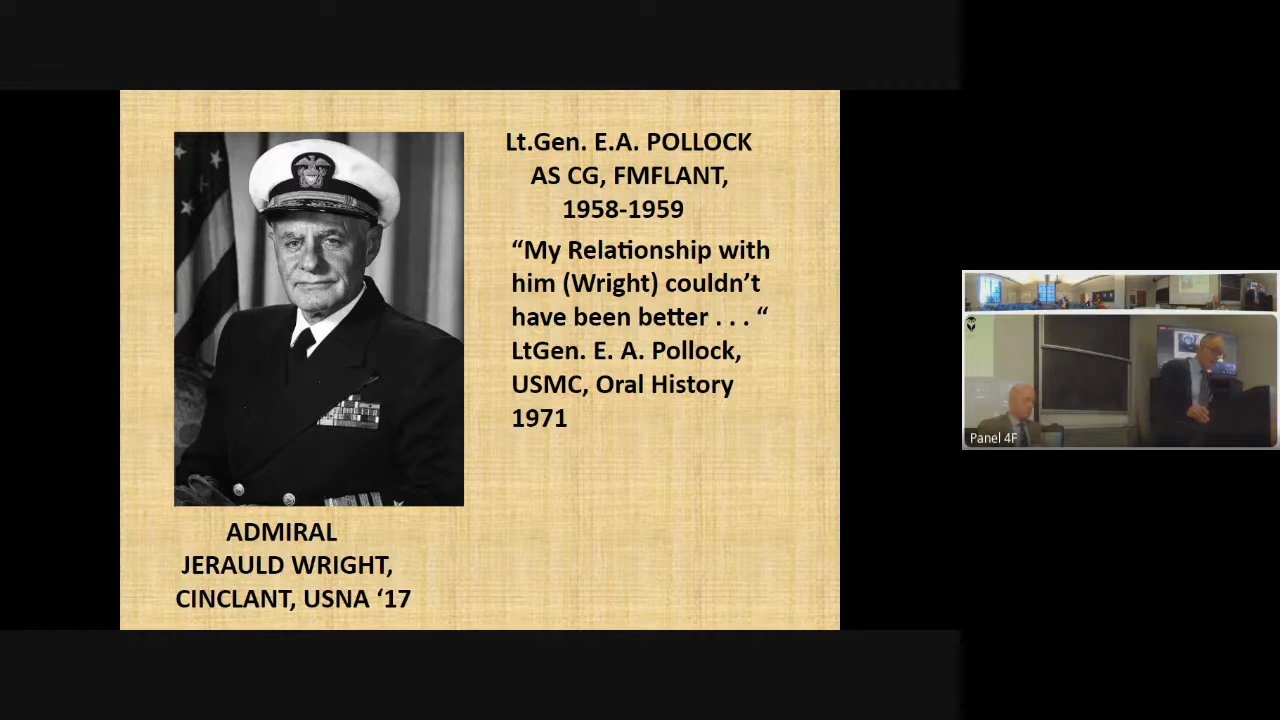 Lt.Gen. E.A. POLLOCK
AS CG, FMFLANT,
1958-1959
“My Relationship with
him (Wright) couldn’t
have been better . . . “
LtGen. E. A. Pollock,
USMC, Oral History
1971
ADMIRAL
JERAULD WRIGHT,
CINCLANT, USNA ‘17
Panel 4F